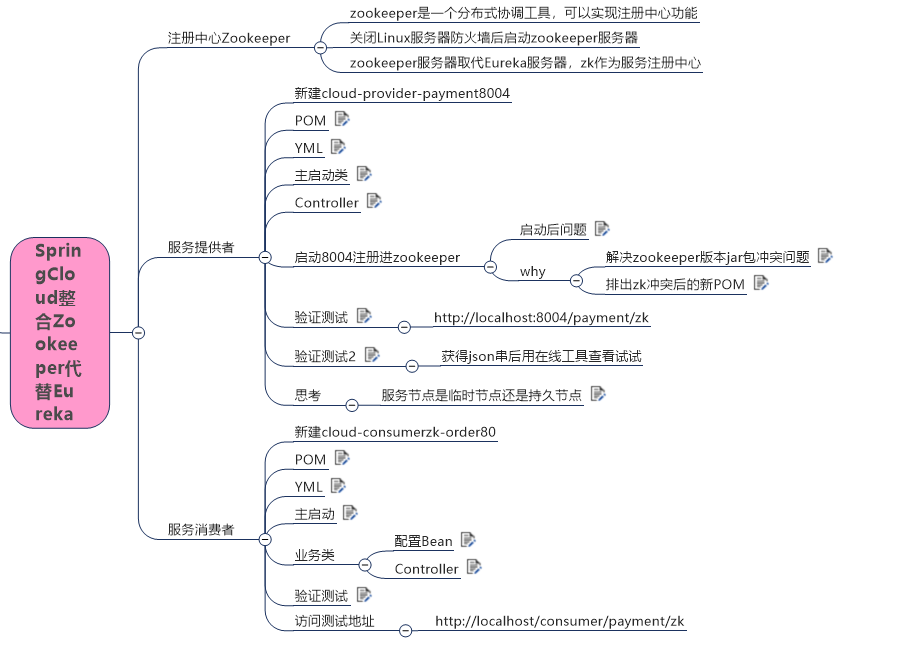 SpringCloud整合Zookeeper代替Eureka
注册中心Zookeeper
zookeeper是一个分布式协调工具，可以实现注册中心功能
关闭Linux服务器防火墙后启动zookeeper服务器
zookeeper服务器取代Eureka服务器，zk作为服务注册中心
服务提供者
新建cloud-provider-payment8004
POM
YML
主启动类
Controller
启动8004注册进zookeeper
启动后问题
why
解决zookeeper版本jar包冲突问题
排出zk冲突后的新POM
验证测试
http://localhost:8004/payment/zk
验证测试2
获得json串后用在线工具查看试试
思考
服务节点是临时节点还是持久节点
服务消费者
新建cloud-consumerzk-order80
POM
YML
主启动
业务类
配置Bean
Controller
验证测试
访问测试地址
http://localhost/consumer/payment/zk